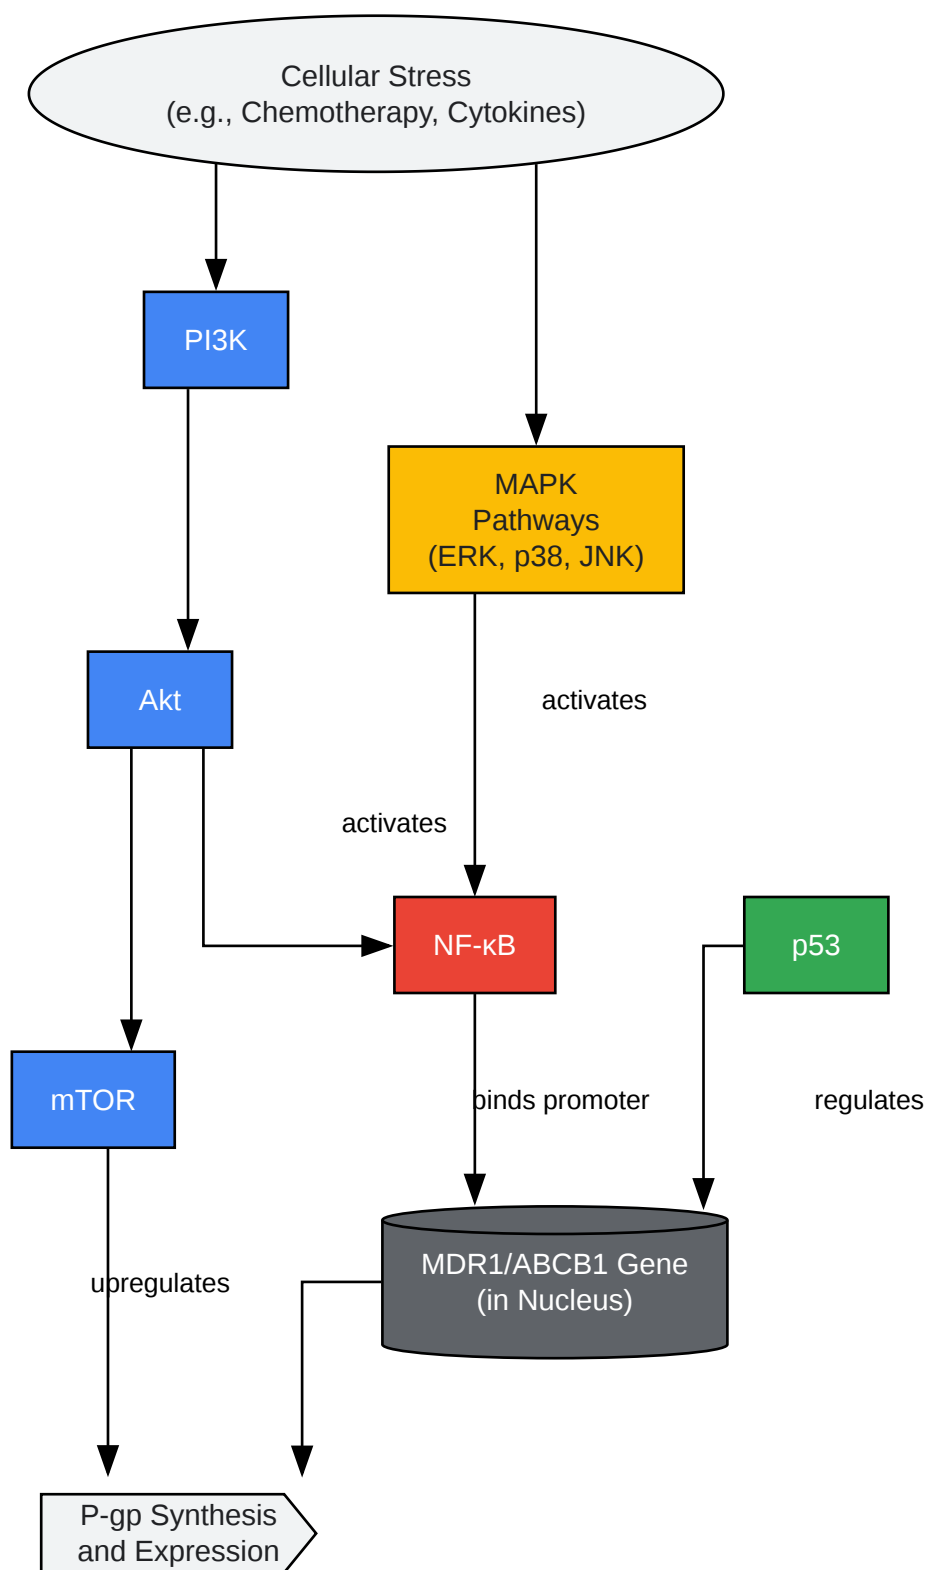 Cellular Stress
(e.g., Chemotherapy, Cytokines)
PI3K
MAPK
Pathways
(ERK, p38, JNK)
Akt
activates
activates
NF-κB
p53
mTOR
binds promoter
regulates
MDR1/ABCB1 Gene
(in Nucleus)
upregulates
P-gp Synthesis
and Expression